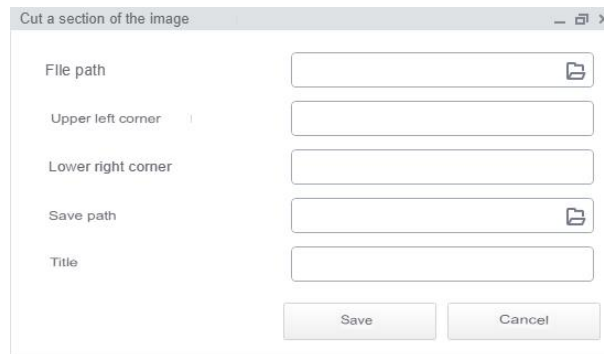 Cut a section of the image
FIle path
Upper left corner
Lower right corner
Save path
Title
Save
Cancel